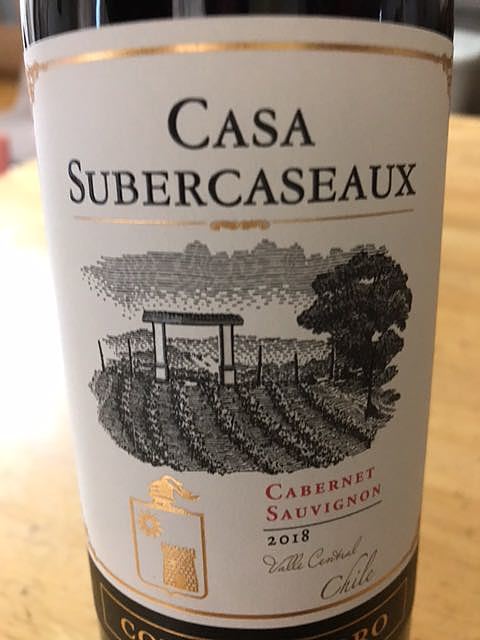 CASA
SUBERCASEAUX
CABERNET
SAUVIGNON
2018
Valle Central
Chile